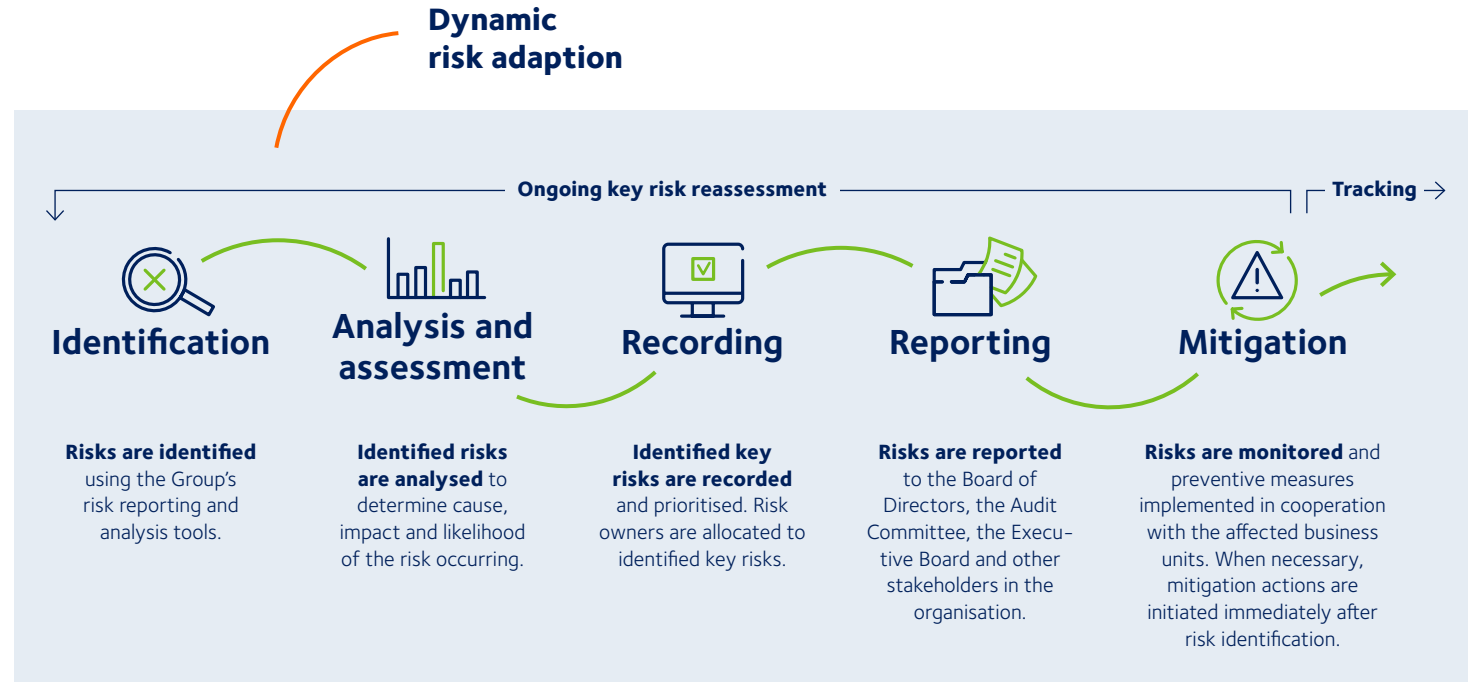 Dynamic
risk adaption
Ongoing key risk reassessment
Tracking
Identification
Risks are identified
using the Group's
risk reporting and
analysis tools.
Analysis and
assessment
Identified risks
are analysed to
determine cause,
impact and likelihood
of the risk occurring.
Recording
Identified key
risks are recorded
and prioritised. Risk
owners are allocated to
identified key risks.
Reporting
Risks are reported
to the Board of
Directors, the Audit
Committee, the Execu-
tive Board and other
stakeholders in the
organisation.
Mitigation
Risks are monitored and
preventive measures
implemented in cooperation
with the affected business
units. When necessary,
mitigation actions are
initiated immediately after
risk identification.